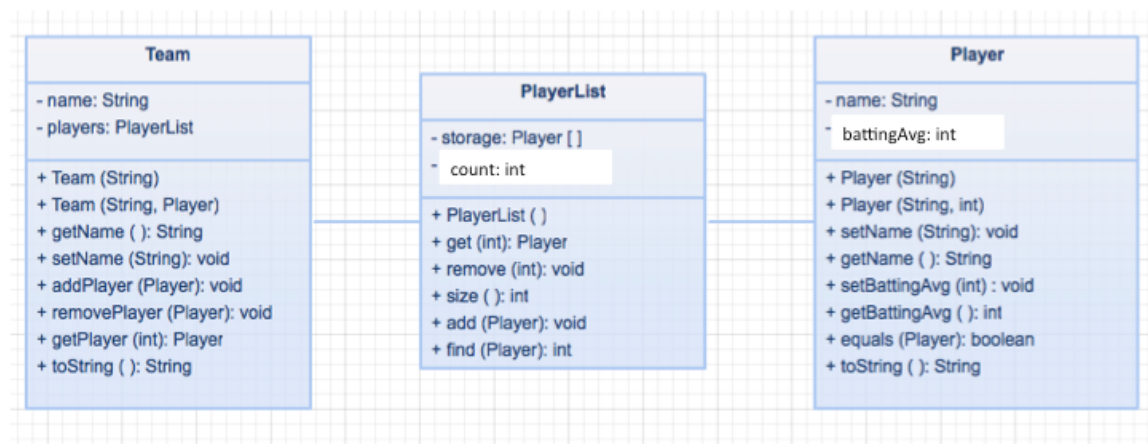 Team
- name: String
- players: PlayerList
+ Team (String)
+ Team (String, Player)
+ getName ( ): String
+ setName (String): void
+ addPlayer (Player): void
+ removePlayer (Player): void
+ getPlayer (int): Player
+ toString ( ): String
PlayerList
- storage: Player [ ]
- count: int
+ PlayerList ( )
+ get (int): Player
+ remove (int): void
+ size ( ): int
+ add (Player): void
+ find (Player): int
Player
- name: String
- battingAvg: int
+ Player (String)
+ Player (String, int)
+ setName (String): void
+ getName ( ): String
+ setBattingAvg (int) : void
+ getBattingAvg ( ): int
+ equals (Player): boolean
+ toString ( ): String